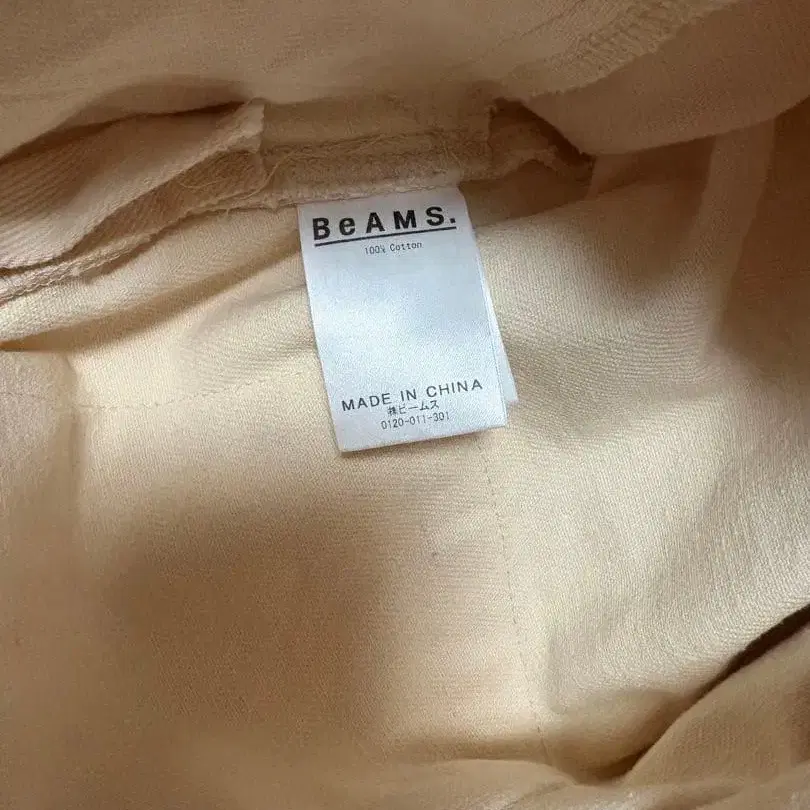 BeAMS.
100% Cotton
MADE IN CHINA
㈱ビームス
0120-011-301